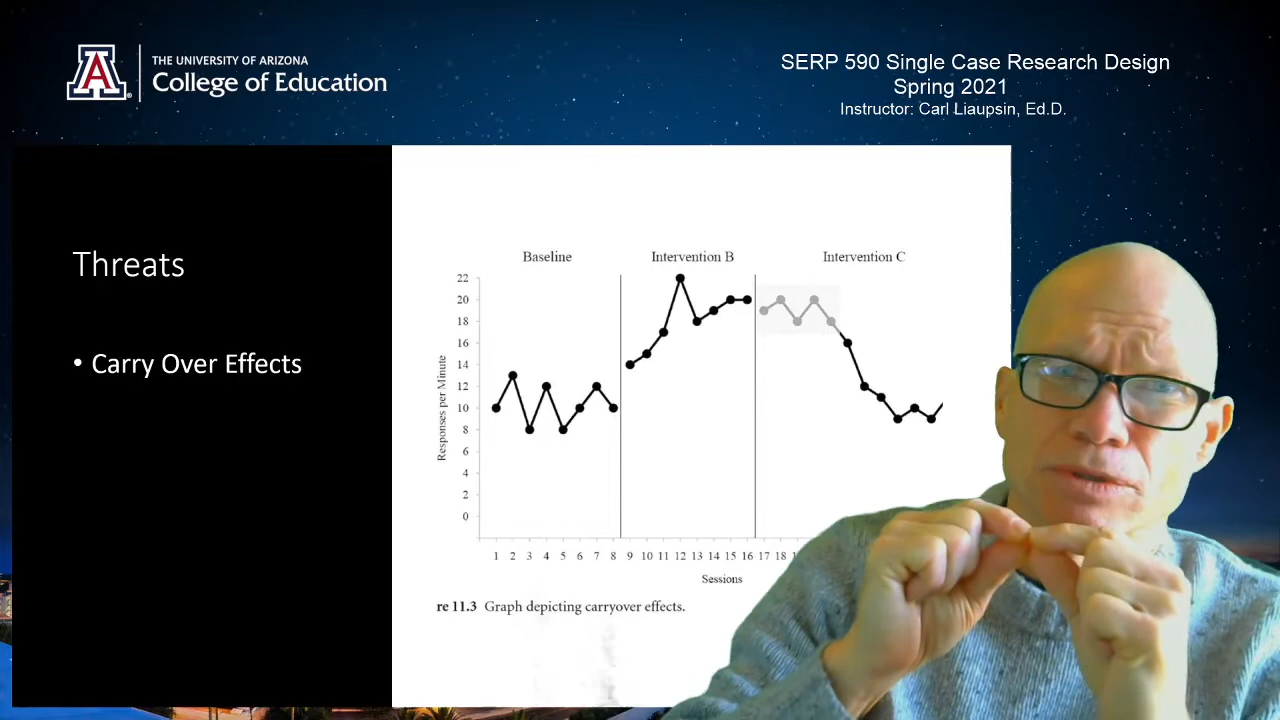 THE UNIVERSITY OF ARIZONA
College of Education
A
®
SERP 590 Single Case Research Design
Spring 2021
Instructor: Carl Liaupsin, Ed.D.
Threats
• Carry Over Effects
Baseline Intervention B Intervention C
22
20
18
16
14
12
10
8
6
4
2
0
Responses per Minute
1 2 3 4 5 6 7 8 9 10 11 12 13 14 15 16 17 18
Sessions
re 11.3 Graph depicting carryover effects.